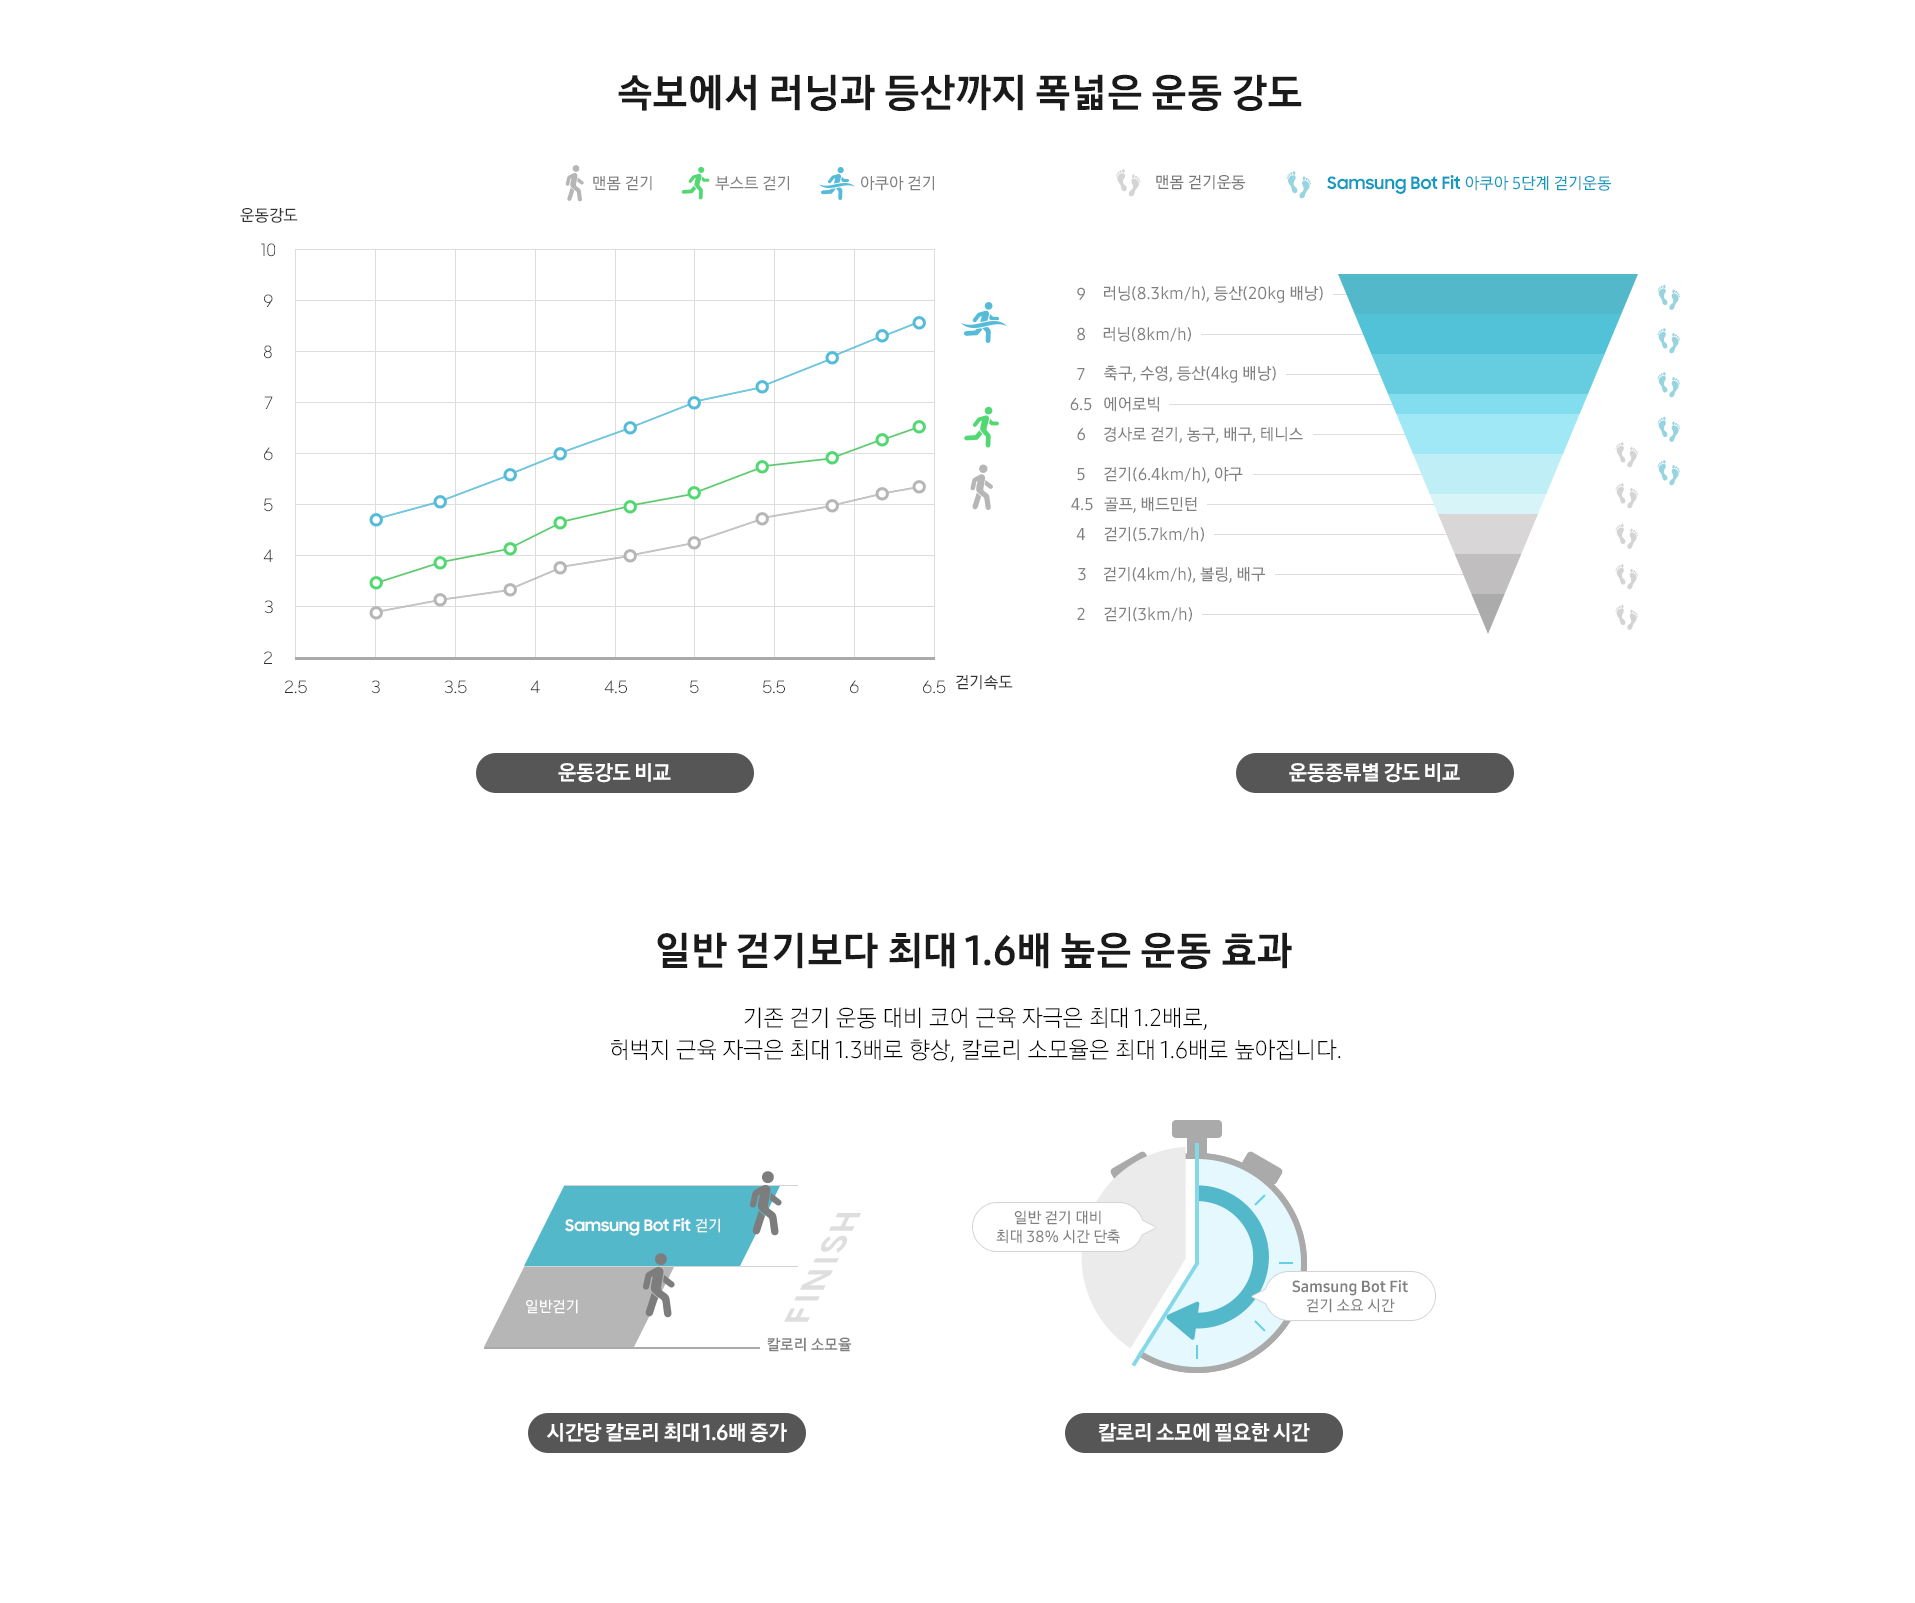 속보에서 러닝과 등산까지 폭넓은 운동 강도
맨몸 걷기
부스트 걷기
아쿠아 걷기
운동강도
10
9
8
7
6
5
4
3
2
2.5 3 3.5 4 4.5 5 5.5 6 6.5 걷기속도
운동강도 비교
맨몸 걷기운동
Samsung Bot Fit 아쿠아 5단계 걷기운동
9 러닝(8.3km/h), 등산(20kg 배낭)
8 러닝(8km/h)
7 축구, 수영, 등산(4kg 배낭)
6.5 에어로빅
6 경사로 걷기, 농구, 배구, 테니스
5 걷기(6.4km/h), 야구
4.5 골프, 배드민턴
4 걷기(5.7km/h)
3 걷기(4km/h), 볼링, 배구
2 걷기(3km/h)
운동종류별 강도 비교
일반 걷기보다 최대 1.6배 높은 운동 효과
기존 걷기 운동 대비 코어 근육 자극은 최대 1.2배로,
허벅지 근육 자극은 최대 1.3배로 향상, 칼로리 소모율은 최대 1.6배로 높아집니다.
Samsung Bot Fit 걷기
일반걷기
FINISH
칼로리 소모율
시간당 칼로리 최대 1.6배 증가
일반 걷기 대비
최대 38% 시간 단축
Samsung Bot Fit
걷기 소요 시간
칼로리 소모에 필요한 시간